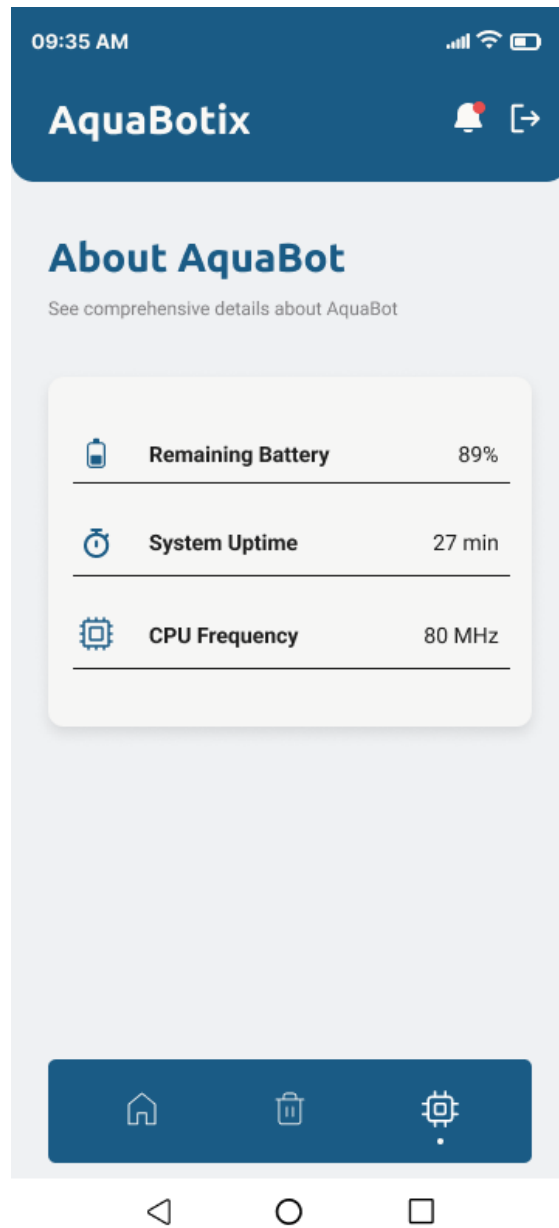 09:35 AM
AquaBotix
About AquaBot
See comprehensive details about AquaBot
Remaining Battery 89%
System Uptime 27 min
CPU Frequency 80 MHz